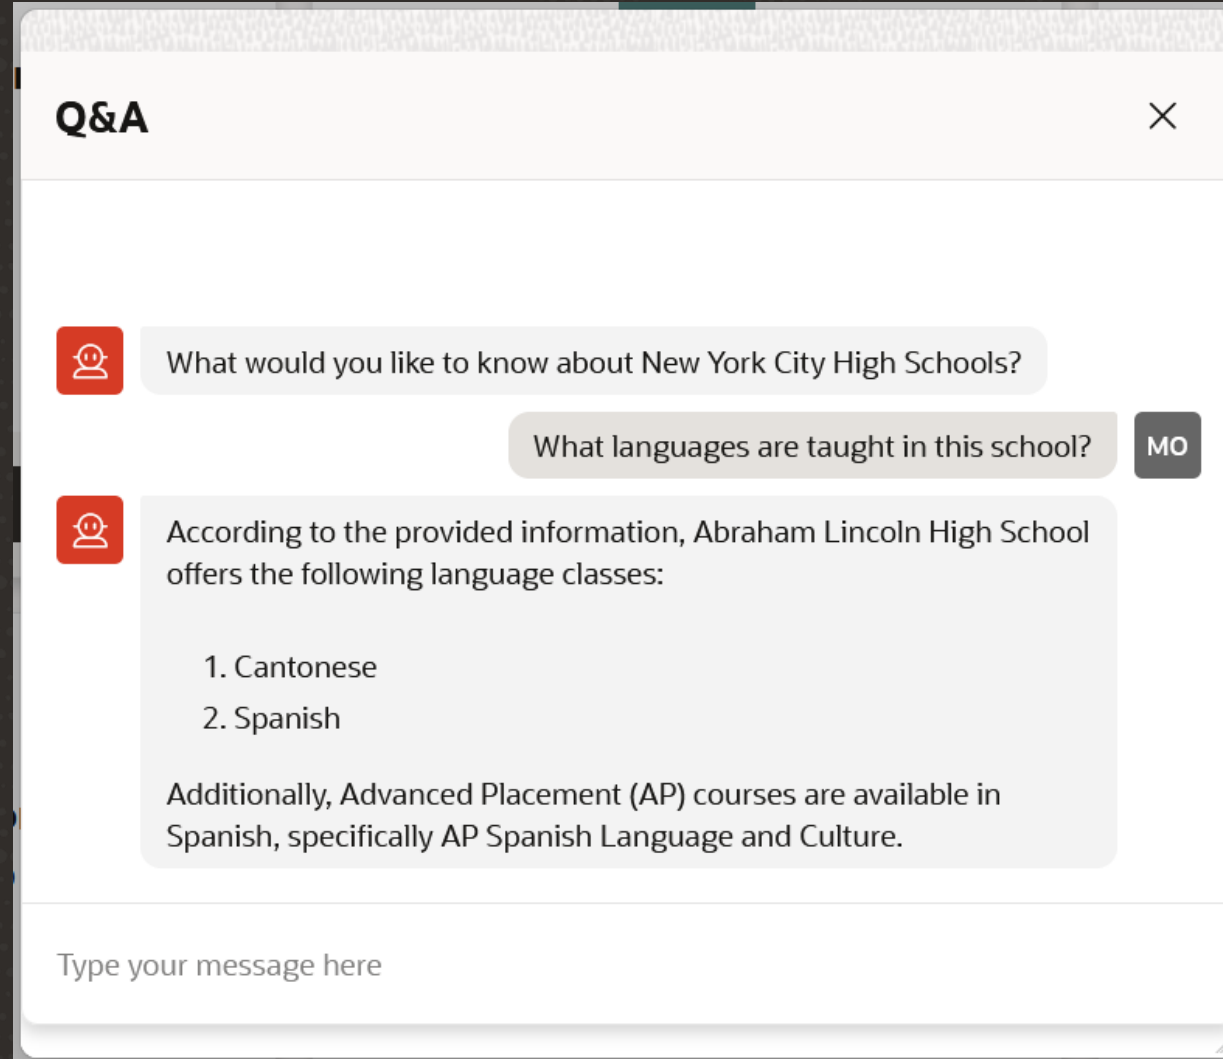 Q&A
What would you like to know about New York City High Schools?
What languages are taught in this school?
MO
According to the provided information, Abraham Lincoln High School
offers the following language classes:
1. Cantonese
2. Spanish
Additionally, Advanced Placement (AP) courses are available in
Spanish, specifically AP Spanish Language and Culture.
Type your message here